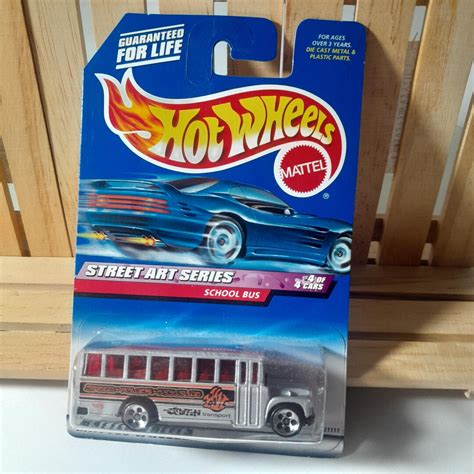 GUARANTEED
FOR LIFE
FOR AGES
OVER 3 YEARS.
DIE CAST METAL &
PLASTIC PARTS.
HOT WHEELS
MATTEL
®
STREET ART SERIES
#4 OF
4 CARS
SCHOOL BUS
transport